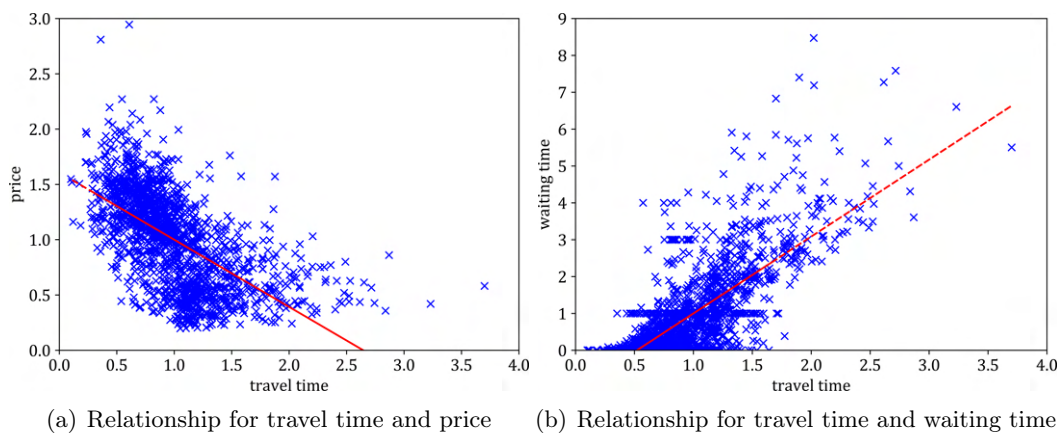 3.0
2.5
2.0
1.5
1.0
0.5
0.0
price
0.0 0.5 1.0 1.5 2.0 2.5 3.0 3.5 4.0
travel time
9
8
7
6
5
4
3
2
1
0
waiting time
0.0 0.5 1.0 1.5 2.0 2.5 3.0 3.5 4.0
travel time
(a) Relationship for travel time and price
(b) Relationship for travel time and waiting time